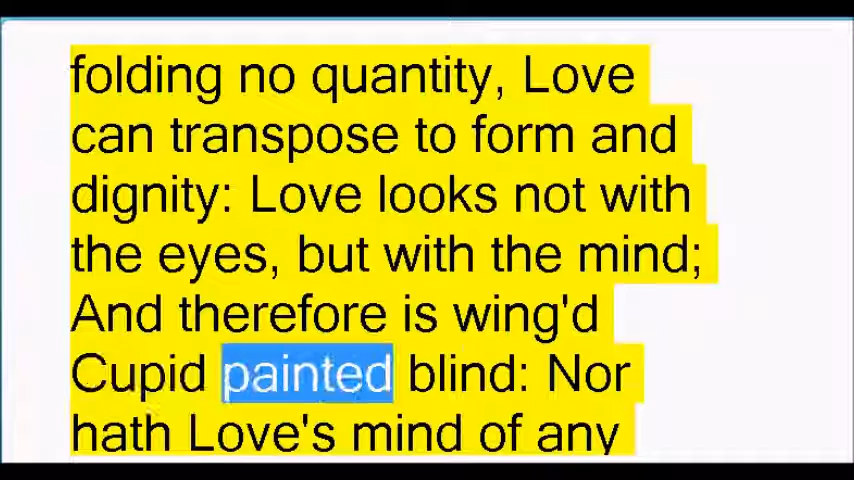 folding no quantity, Love
can transpose to form and
dignity: Love looks not with
the eyes, but with the mind;
And therefore is wing'd
Cupid painted blind: Nor
hath Love's mind of any